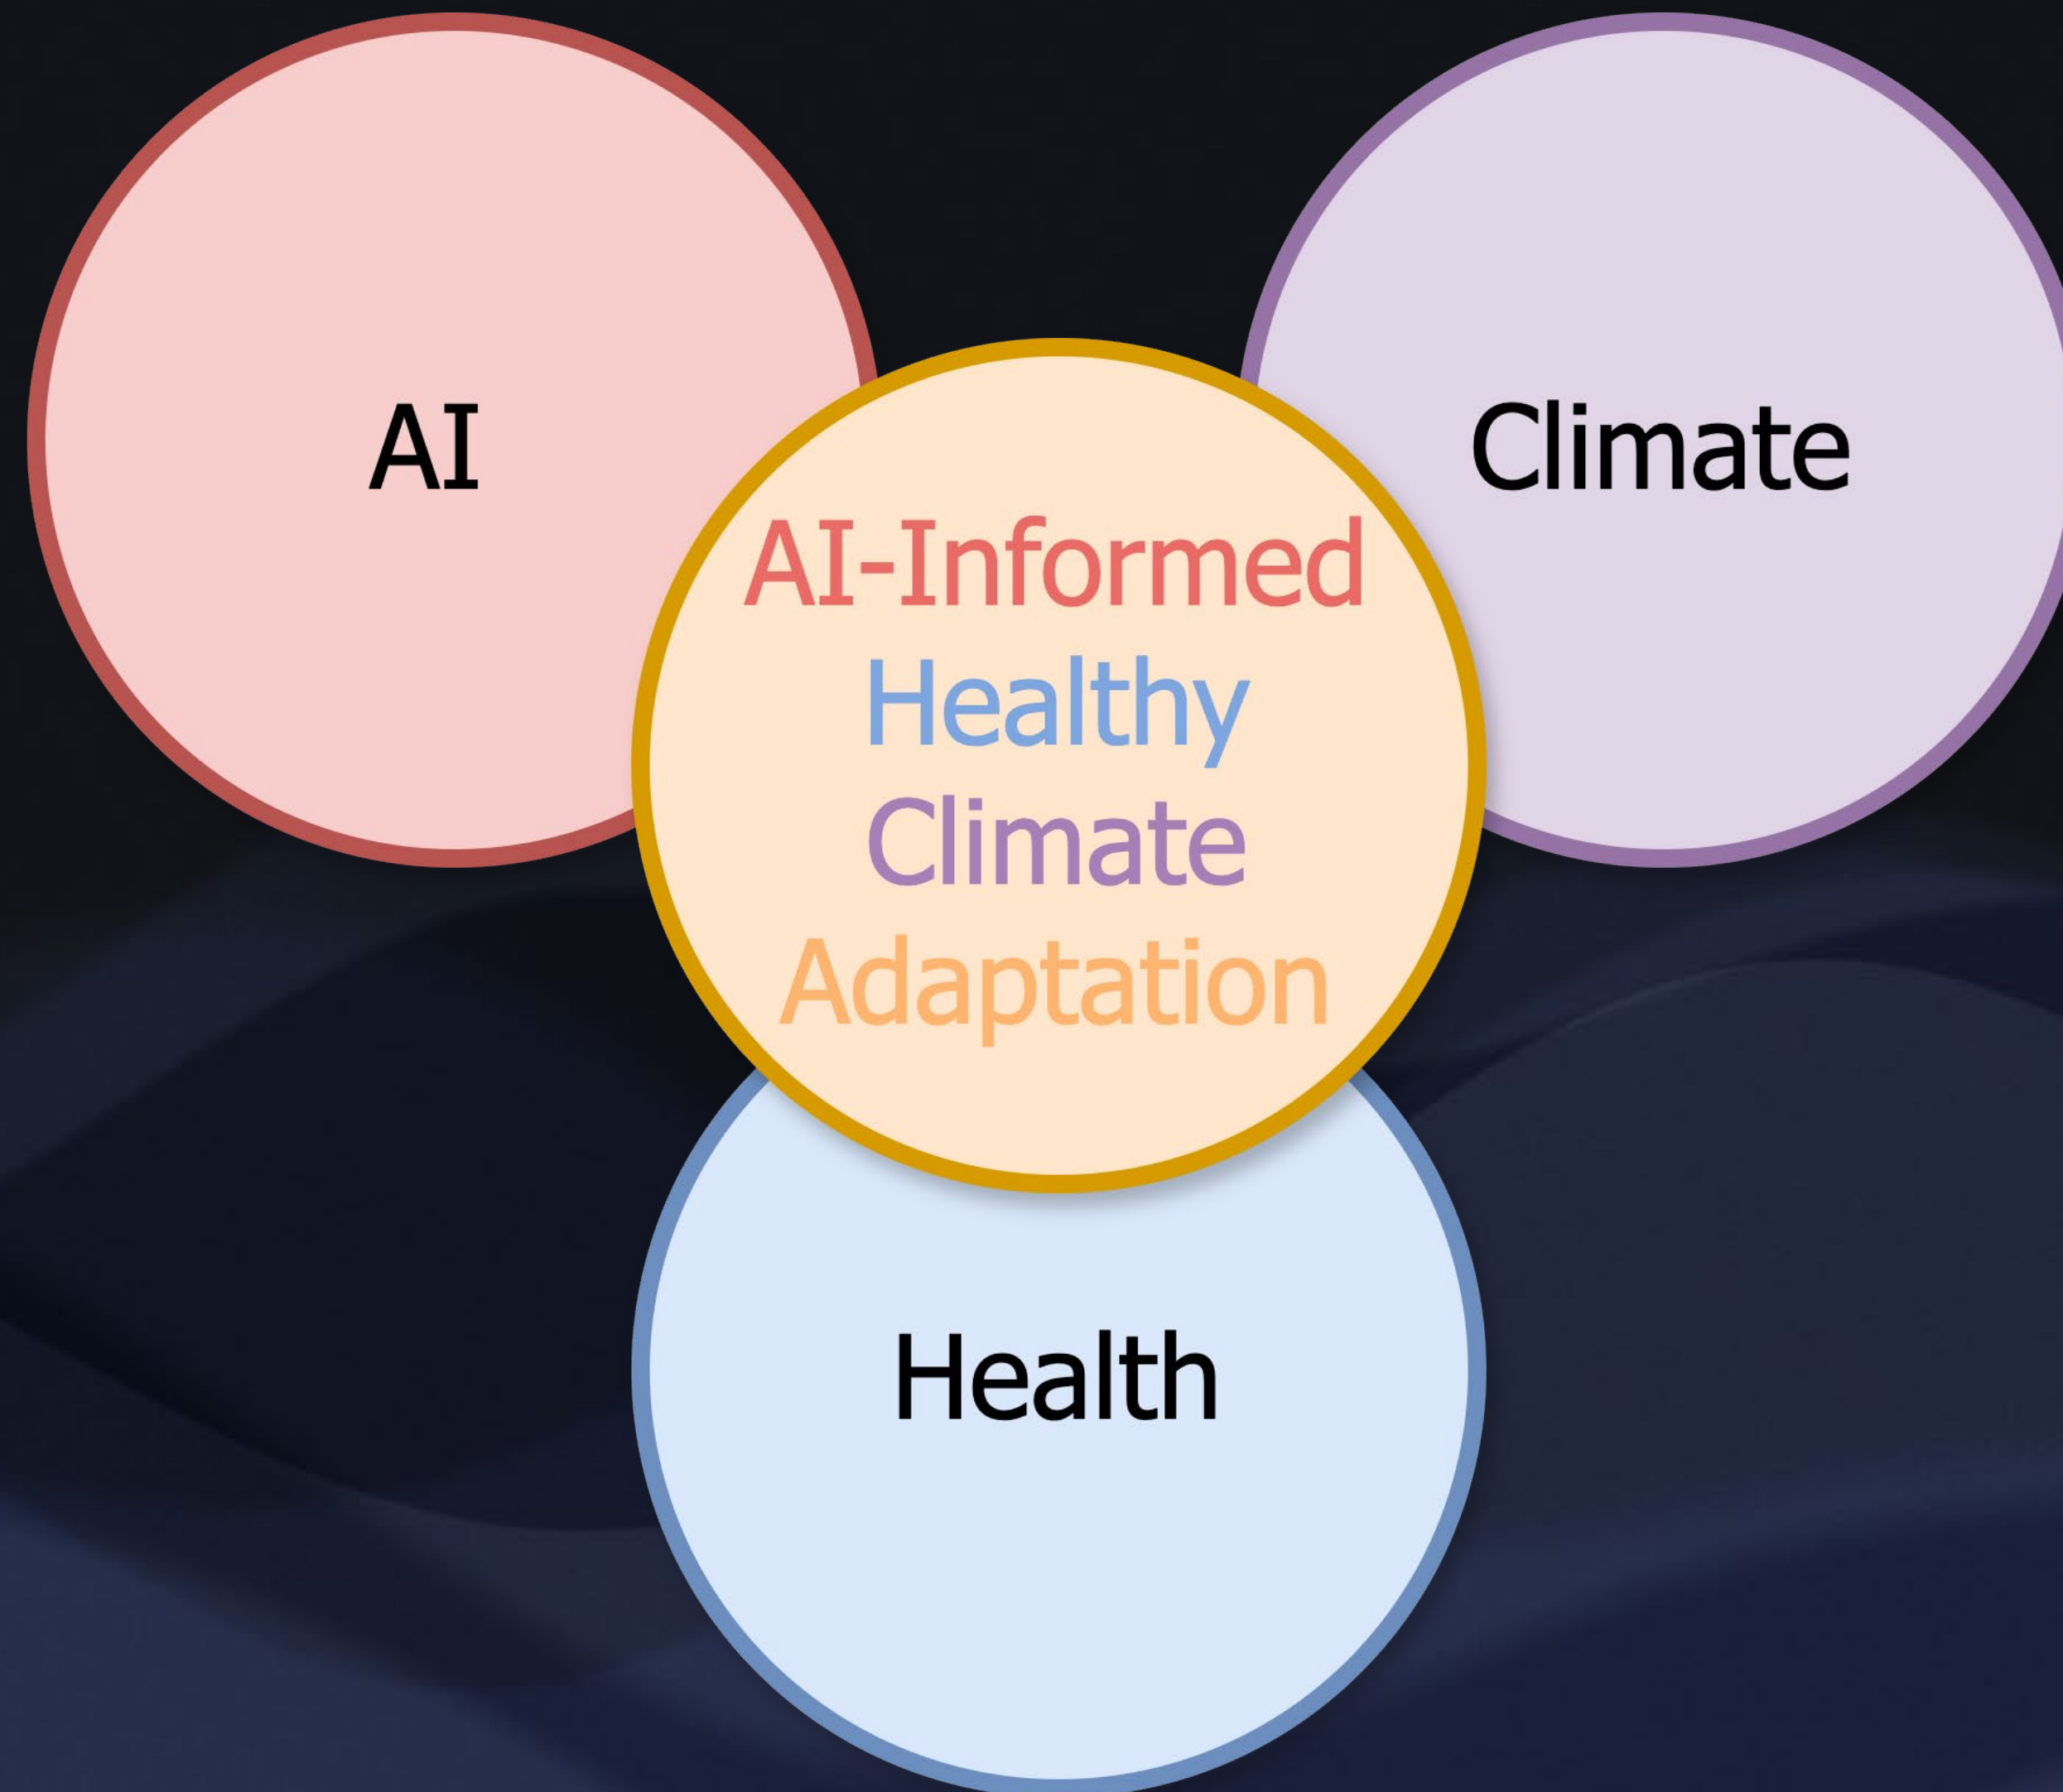 AI
Climate
AI-Informed
Healthy
Climate
Adaptation
Health